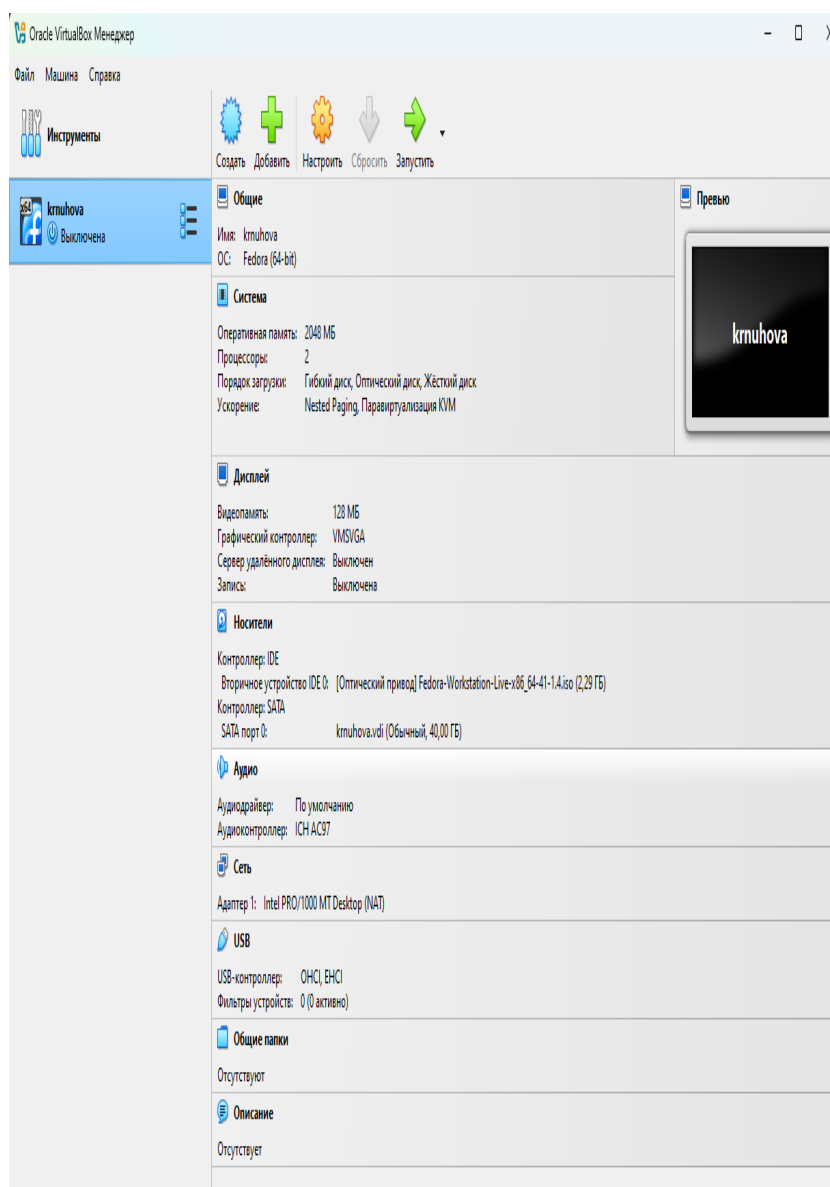 Oracle VirtualBox Менеджер
Файл Машина Справка
Инструменты
Создать Добавить Настроить Сбросить Запустить
x64
krnuhova
Выключена
Общие
Имя: krnuhova
ОС: Fedora (64-bit)
Превью
krnuhova
Система
Оперативная память: 2048 МБ
Процессоры: 2
Порядок загрузки: Гибкий диск, Оптический диск, Жёсткий диск
Ускорение: Nested Paging, Паравиртуализация KVM
Дисплей
Видеопамять: 128 МБ
Графический контроллер: VMSVGA
Сервер удалённого дисплея: Выключен
Запись: Выключена
Носители
Контроллер: IDE
Вторичное устройство IDE 0: [Оптический привод] Fedora-Workstation-Live-x86_64-41-1.4.iso (2,29 ГБ)
Контроллер: SATA
SATA порт 0: krnuhova.vdi (Обычный, 40,00 ГБ)
Аудио
Аудиодрайвер: По умолчанию
Аудиоконтроллер: ICH AC97
Сеть
Адаптер 1: Intel PRO/1000 MT Desktop (NAT)
USB
USB-контроллер: OHCI, EHCI
Фильтры устройств: 0 (0 активно)
Общие папки
Отсутствуют
Описание
Отсутствует